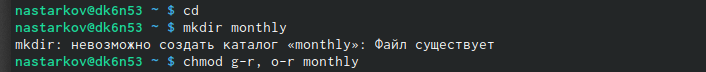 nastarkov@dk6n53 ~ $ cd
nastarkov@dk6n53 ~ $ mkdir monthly
mkdir: невозможно создать каталог «monthly»: Файл существует
nastarkov@dk6n53 ~ $ chmod g-r, o-r monthly